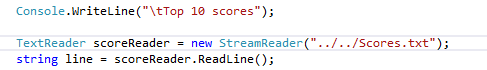 Console.WriteLine("\tTop 10 scores");
TextReader scoreReader = new StreamReader("../../Scores.txt");
string line = scoreReader.ReadLine();